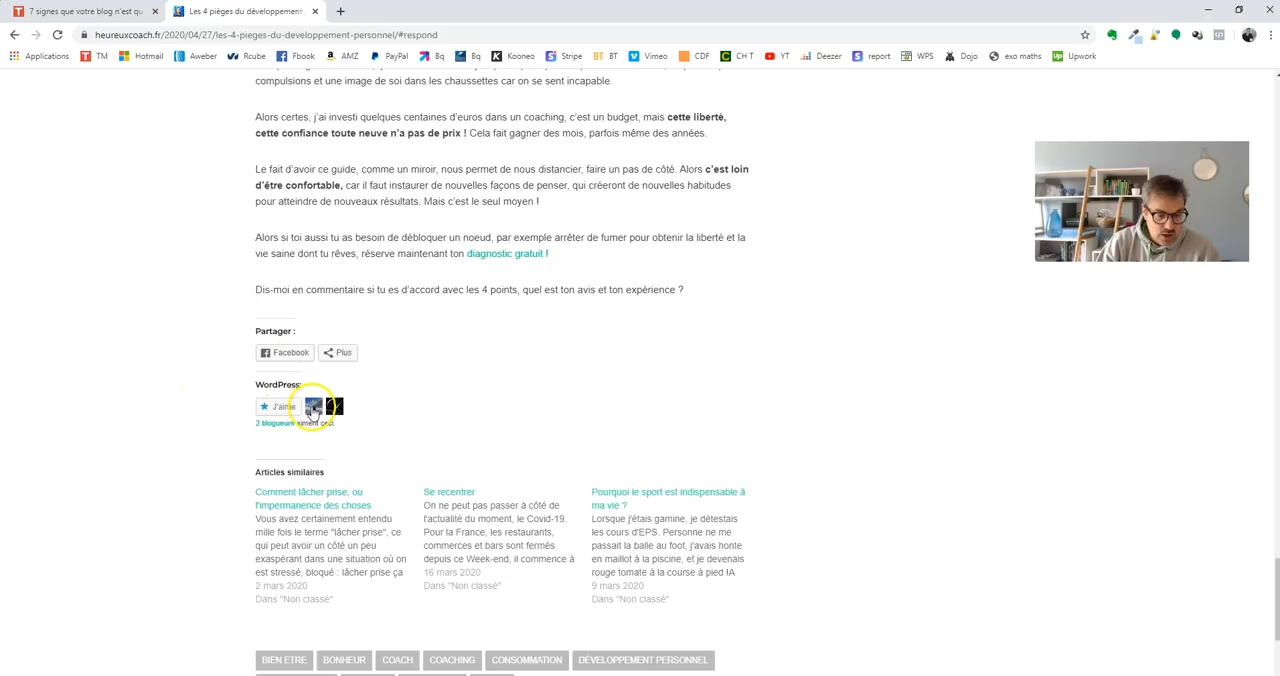 7 signes que votre blog n'est qu
Les 4 pièges du développement
heureuxcoach.fr/2020/04/27/les-4-pieges-du-developpement-personnel/#respond
Applications TM Hotmail Aweber Rcube Fbook AMZ PayPal Bq Bq Kooneo Stripe BT BT Vimeo CDF CH T YT Deezer report WPS Dojo exo maths Upwork
compulsions et une image de soi dans les chaussettes car on se sent incapable.
Alors certes, j'ai investi quelques centaines d'euros dans un coaching, c'est un budget, mais cette liberté,
cette confiance toute neuve n'a pas de prix ! Cela fait gagner des mois, parfois même des années.
Le fait d'avoir ce guide, comme un miroir, nous permet de nous distancier, faire un pas de côté. Alors c'est loin
d'être confortable, car il faut instaurer de nouvelles façons de penser, qui créeront de nouvelles habitudes
pour atteindre de nouveaux résultats. Mais c'est le seul moyen !
Alors si toi aussi tu as besoin de débloquer un noeud, par exemple arrêter de fumer pour obtenir la liberté et la
vie saine dont tu rêves, réserve maintenant ton diagnostic gratuit !
Dis-moi en commentaire si tu es d'accord avec les 4 points, quel est ton avis et ton expérience ?
Partager :
Facebook Plus
WordPress:
J'aime
2 blogueurs aiment ceci.
Articles similaires
Comment lâcher prise, ou
l'impermanence des choses
Vous avez certainement entendu
mille fois le terme "lâcher prise", ce
qui peut avoir un côté un peu
exaspérant dans une situation où on
est stressé, bloqué : lâcher prise ça
2 mars 2020
Dans "Non classé"
Se recentrer
On ne peut pas passer à côté de
l'actualité du moment, le Covid-19.
Pour la France, les restaurants,
commerces et bars sont fermés
depuis ce Week-end, il commence à
16 mars 2020
Dans "Non classé"
Pourquoi le sport est indispensable à
ma vie ?
Lorsque j'étais gamine, je détestais
les cours d'EPS. Personne ne me
passait la balle au foot, j'avais honte
en maillot à la piscine, et je devenais
rouge tomate à la course à pied !A
9 mars 2020
Dans "Non classé"
BIEN ETRE BONHEUR COACH COACHING CONSOMMATION DÉVELOPPEMENT PERSONNEL